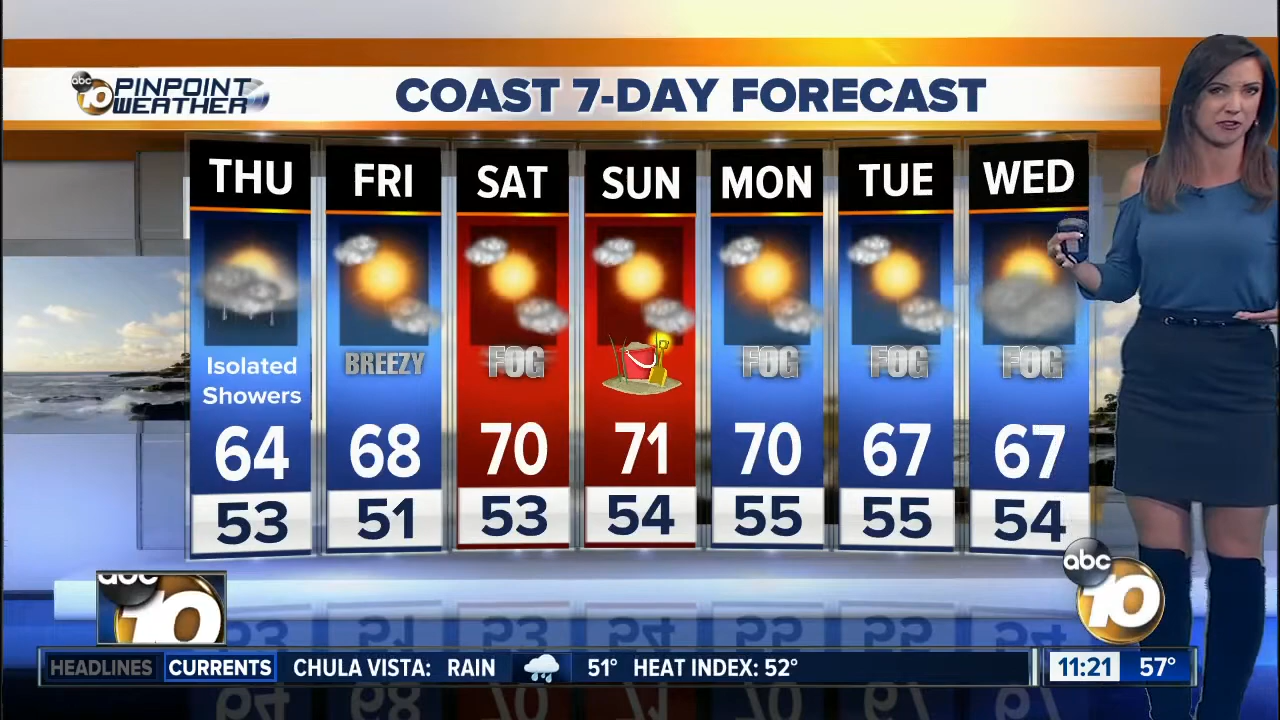 abc 10 PINPOINT WEATHER
COAST 7-DAY FORECAST
THU FRI SAT SUN MON TUE WED
BREEZY FOG FOG FOG FOG
Isolated
Showers
64 68 70 71 70 67 67
53 51 53 54 55 55 54
abc 10
abc 10
HEADLINES CURRENTS CHULA VISTA: RAIN 51° HEAT INDEX: 52° 11:21 57°